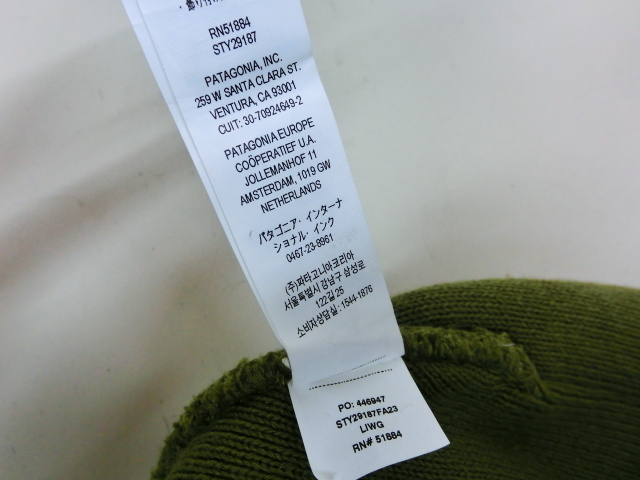 RN51884
STY29187
PATAGONIA, INC.
259 W SANTA CLARA ST.
VENTURA, CA 93001
CUIT: 30-70924649-2
PATAGONIA EUROPE
COÖPERATIEF U.A.
JOLLEMANHOF 11
AMSTERDAM, 1019 GW
NETHERLANDS
パタゴニア・インターナ
ショナル・インク
0467-23-8961
(주)파타고니아코리아
서울특별시 강남구 삼성로
122길 25
소비자상담실 : 1544-1876
PO: 446947
STY29187FA23
LIWG
RN# 51884